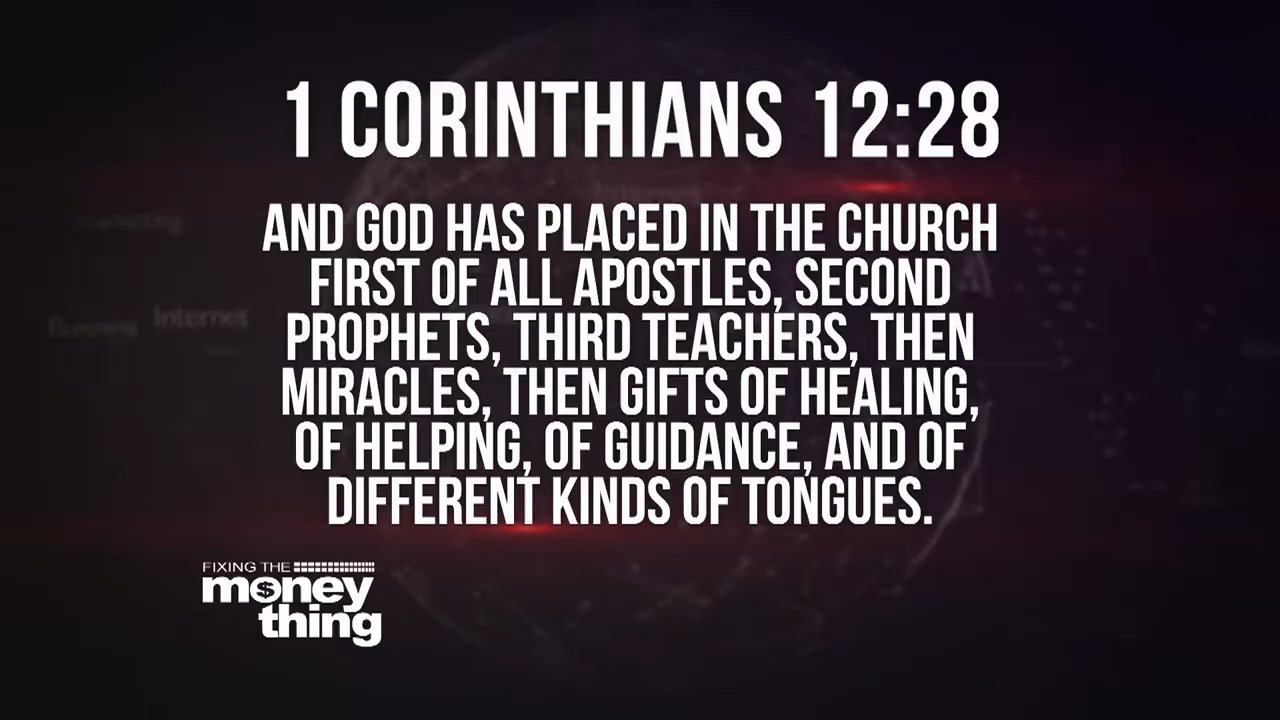 1 CORINTHIANS 12:28
AND GOD HAS PLACED IN THE CHURCH
FIRST OF ALL APOSTLES, SECOND
PROPHETS, THIRD TEACHERS, THEN
MIRACLES, THEN GIFTS OF HEALING,
OF HELPING, OF GUIDANCE, AND OF
DIFFERENT KINDS OF TONGUES.
Internet
Business
FIXING THE
money
thing